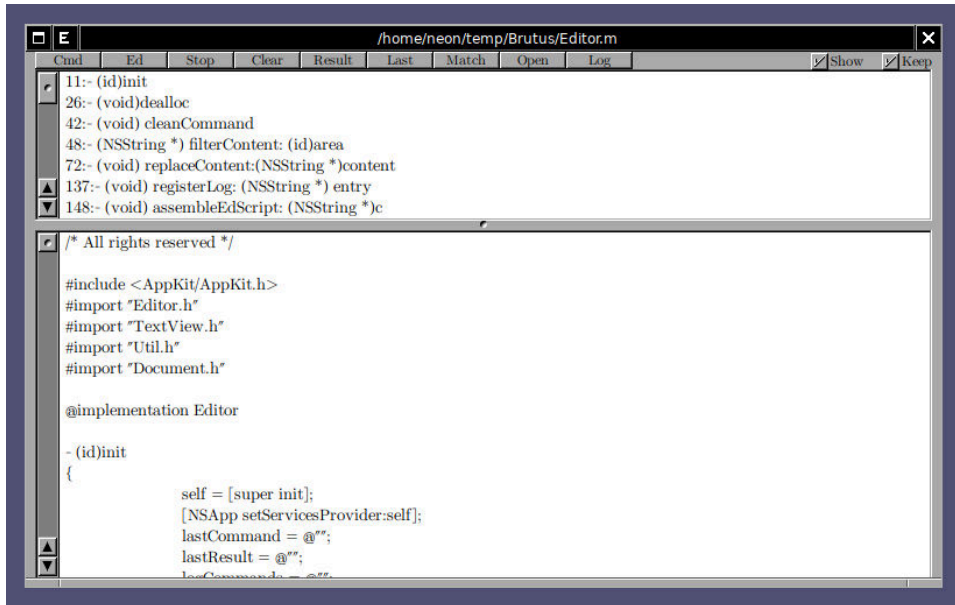 E /home/neon/temp/Brutus/Editor.m
Cmd Ed Stop Clear Result Last Match Open Log Show Keep
11:- (id)init
26:- (void)dealloc
42:- (void) cleanCommand
48:- (NSString *) filterContent: (id)area
72:- (void) replaceContent:(NSString *)content
137:- (void) registerLog: (NSString *) entry
148:- (void) assembleEdScript: (NSString *)c
/* All rights reserved */
#include <AppKit/AppKit.h>
#import "Editor.h"
#import "TextView.h"
#import "Util.h"
#import "Document.h"
@implementation Editor
- (id)init
{
self = [super init];
[NSApp setServicesProvider:self];
lastCommand = @"";
lastResult = @"";
logCommands = @"";